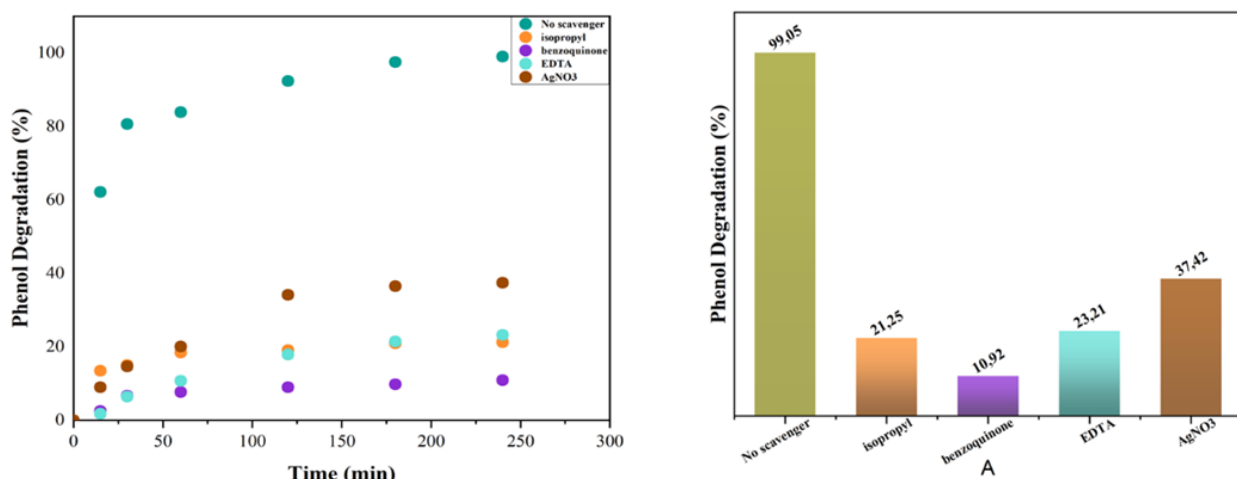 Phenol Degradation (%)
100
80
60
40
20
0
No scavenger
isopropyl
benzoquinone
EDTA
AgNO3
0
50
100
150
200
250
300
Time (min)
Phenol Degradation (%)
99,05
21,25
10,92
23,21
37,42
No scavenger
isopropyl
benzoquinone
EDTA
AgNO3
A